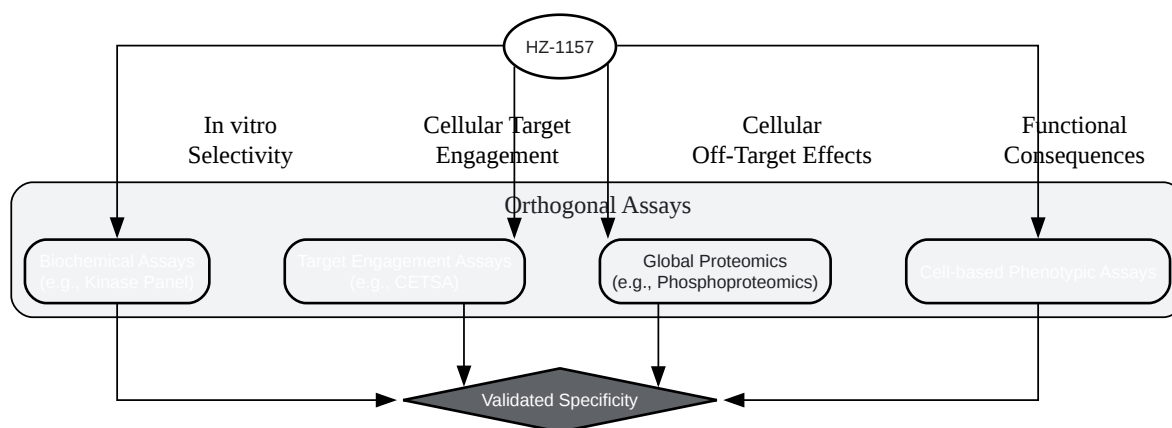 HZ-1157
In vitro
Selectivity
Cellular Target
Engagement
Cellular
Off-Target Effects
Functional
Consequences
Orthogonal Assays
Biochemical Assays
(e.g., Kinase Panel)
Target Engagement Assays
(e.g., CETSA)
Global Proteomics
(e.g., Phosphoproteomics)
Cell-based Phenotypic Assays
Validated Specificity